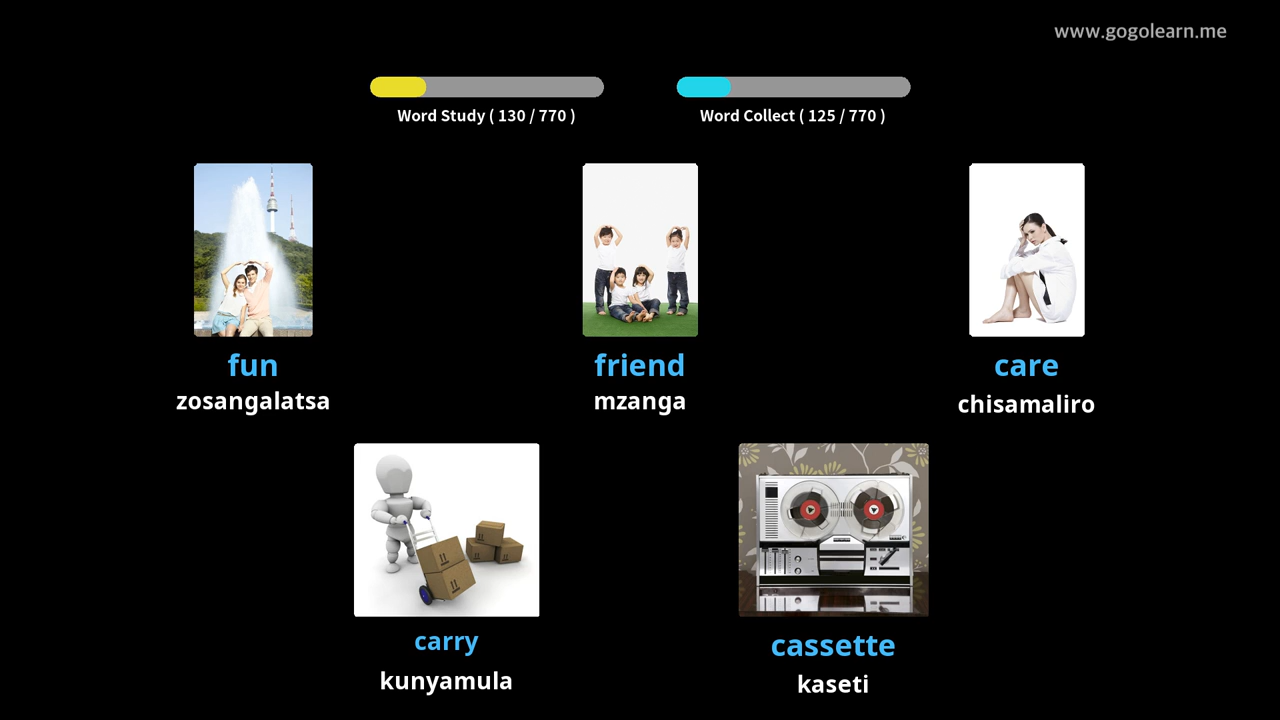 www.gogolearn.me
Word Study ( 130 / 770 )
Word Collect ( 125 / 770 )
fun
zosangalatsa
friend
mzanga
care
chisamaliro
carry
kunyamula
cassette
kaseti